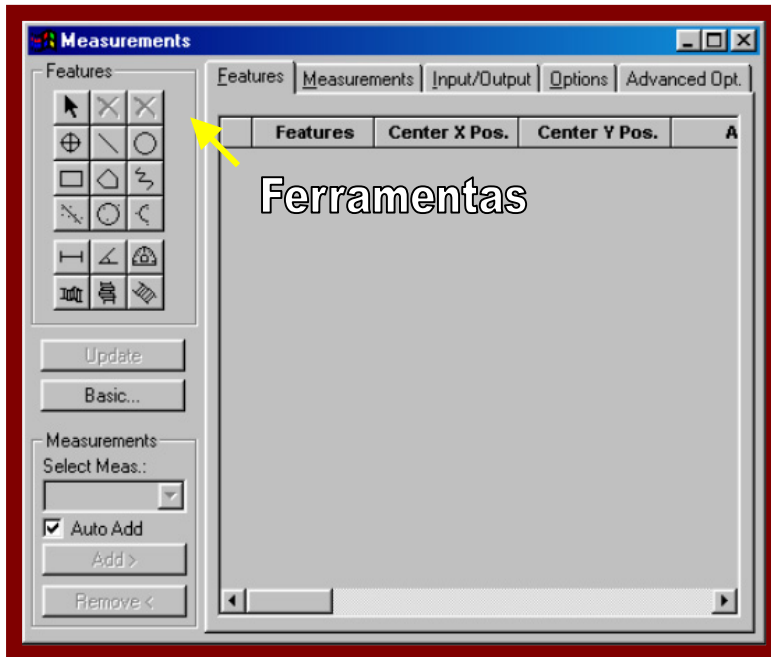 Measurements
Features
Features Measurements Input/Output Options Advanced Opt.
Features Center X Pos. Center Y Pos. A
Ferramentas
Update
Basic...
Measurements
Select Meas.:
Auto Add
Add >
Remove <